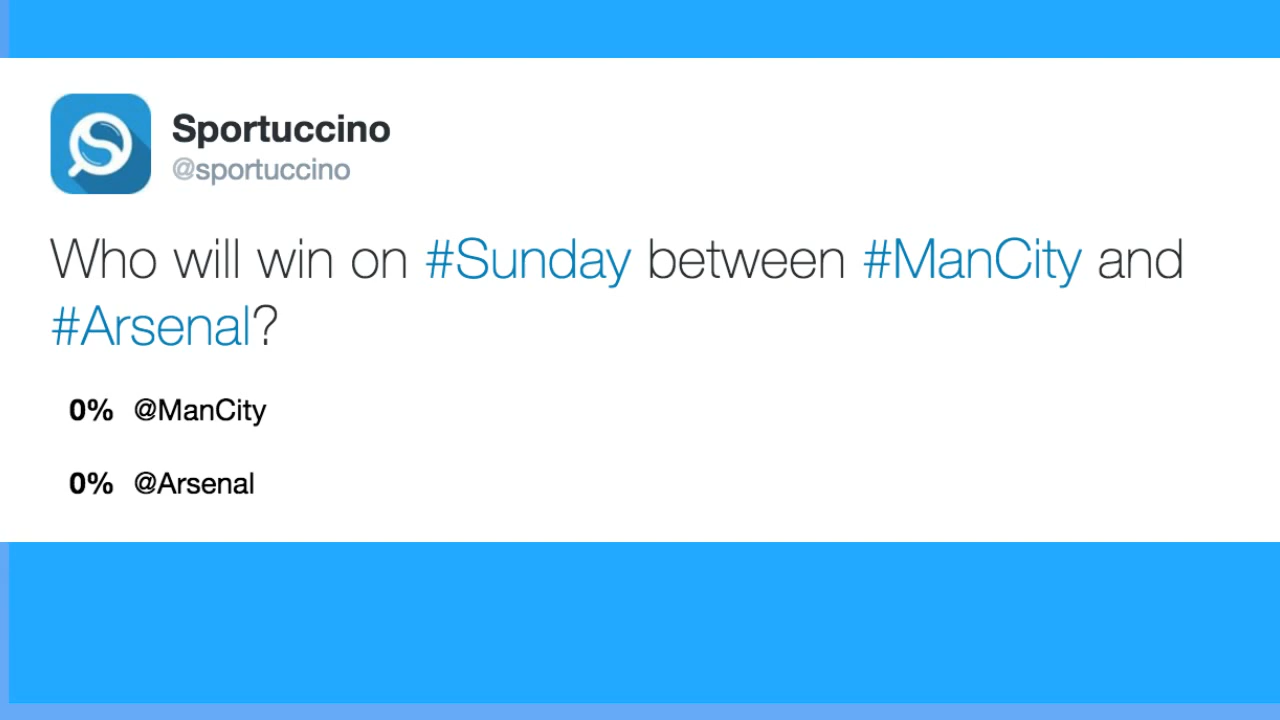 Sportuccino
@sportuccino
Who will win on #Sunday between #ManCity and
#Arsenal?
0% @ManCity
0% @Arsenal